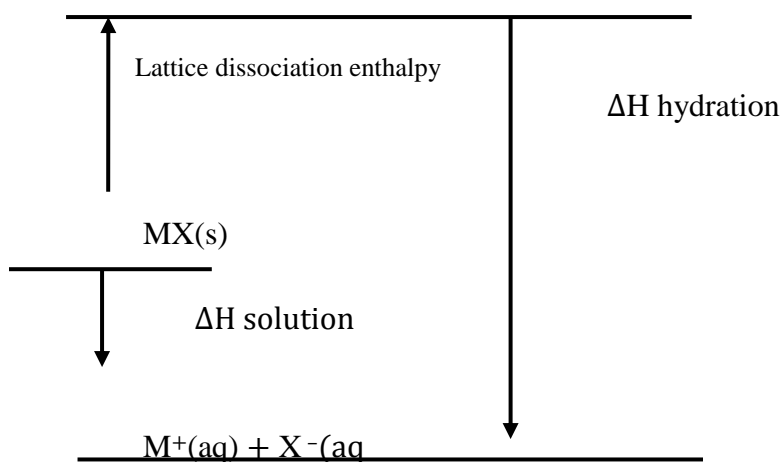 Lattice dissociation enthalpy
ΔH hydration
MX(s)
ΔH solution
M⁺(aq) + X⁻(aq